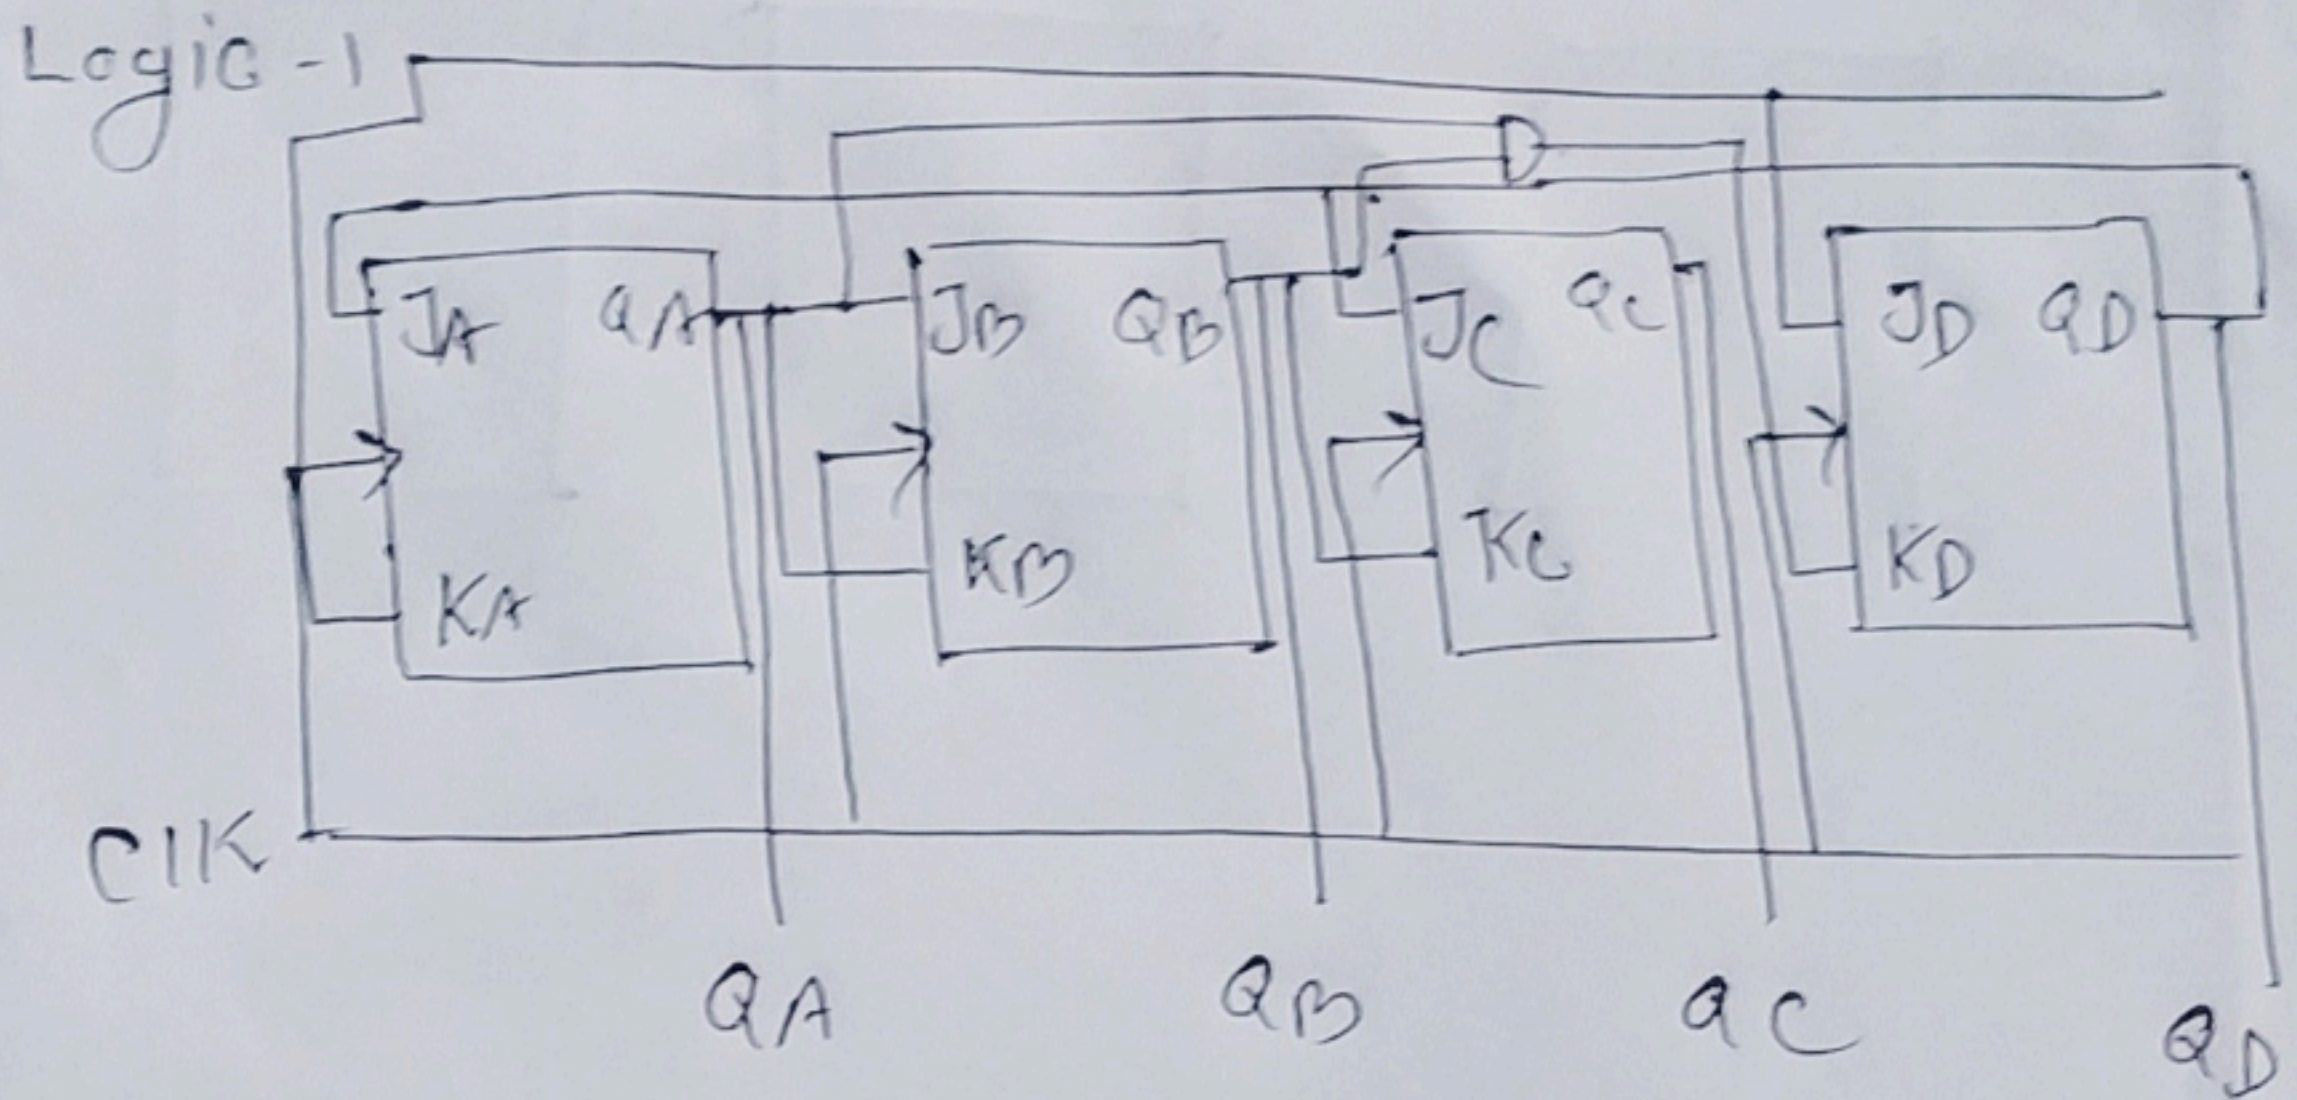 Logic-1
JA QA JB QB JC QC JD QD
KA KB KC KD
ClK
QA QB QC QD